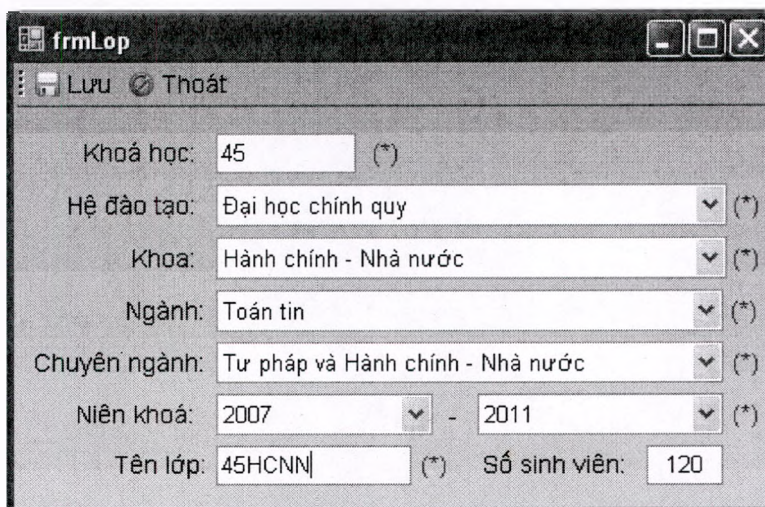 frmLop
Lưu Thoát
Khoá học: 45 (*)
Hệ đào tạo: Đại học chính quy (*)
Khoa: Hành chính - Nhà nước (*)
Ngành: Toán tin (*)
Chuyên ngành: Tư pháp và Hành chính - Nhà nước (*)
Niên khoá: 2007 - 2011 (*)
Tên lớp: 45HCNN (*) Số sinh viên: 120